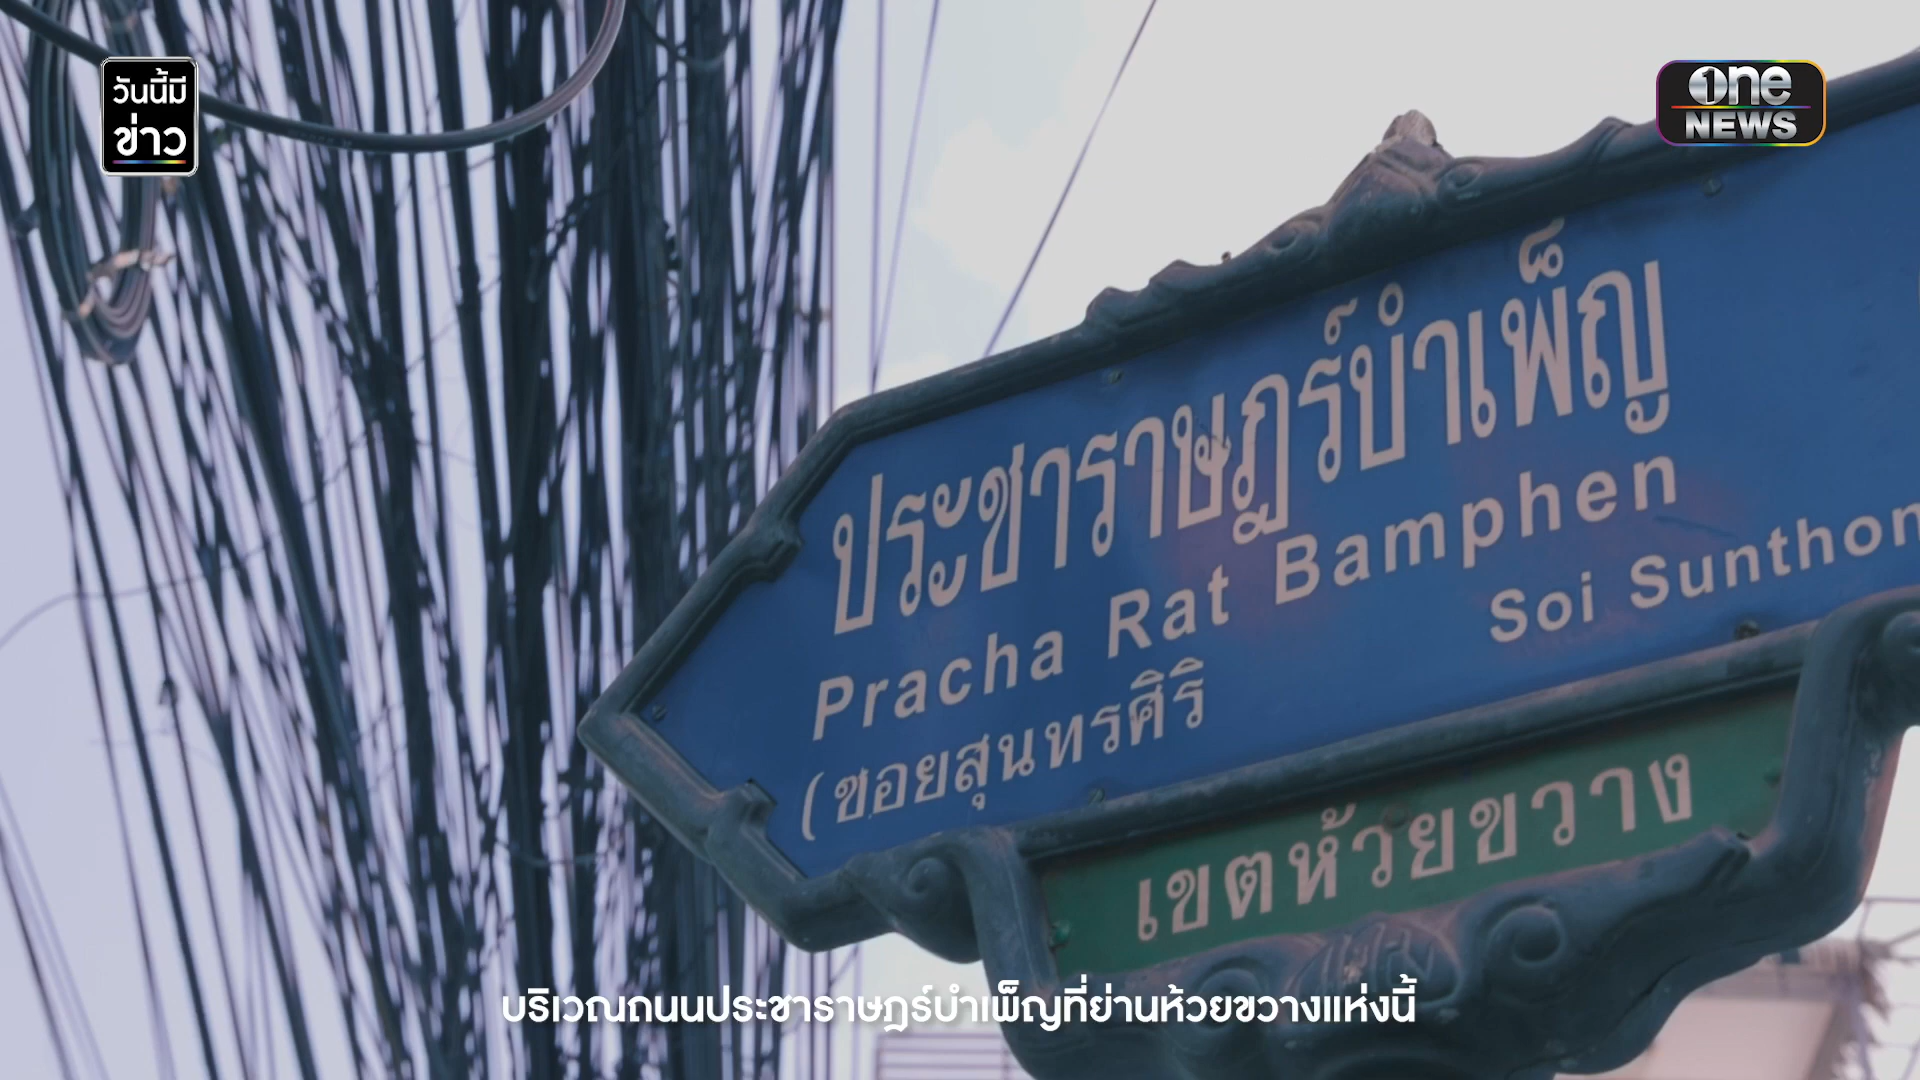 วันนี้มี
ข่าว
one
NEWS
ประชาราษฎร์บำเพ็ญ
Pracha Rat Bamphen
Soi Sunthon
(ซอยสุนทรศิริ
เขตห้วยขวาง
บริเวณถนนประชาราษฎร์บำเพ็ญที่ย่านห้วยขวางแห่งนี้